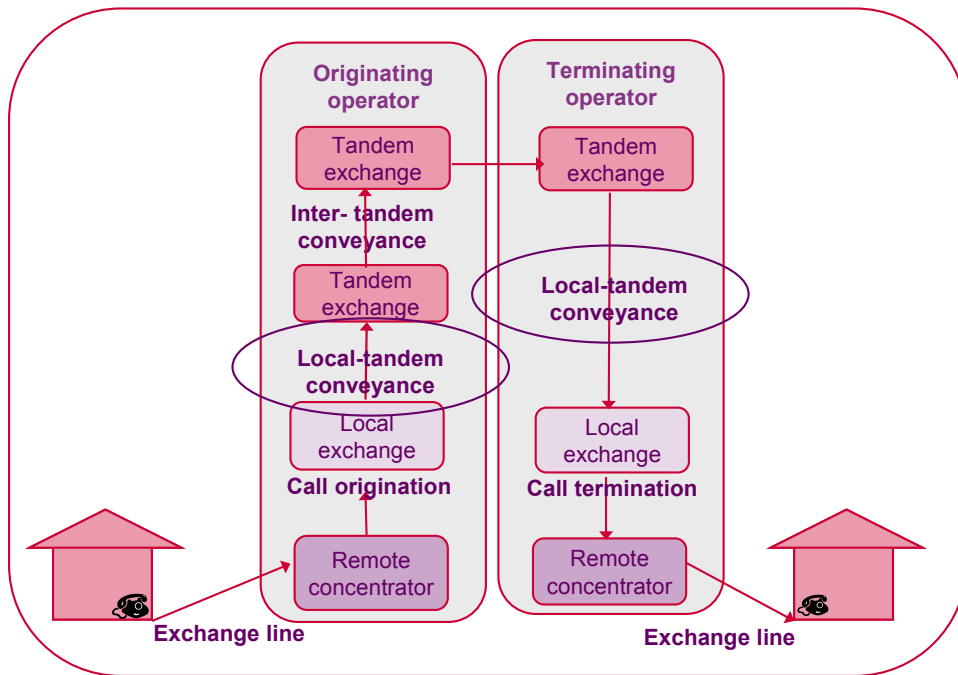 Originating
operator
Tandem
exchange
Inter- tandem
conveyance
Tandem
exchange
Local-tandem
conveyance
Local
exchange
Call origination
Remote
concentrator
Exchange line
Terminating
operator
Tandem
exchange
Local-tandem
conveyance
Local
exchange
Call termination
Remote
concentrator
Exchange line